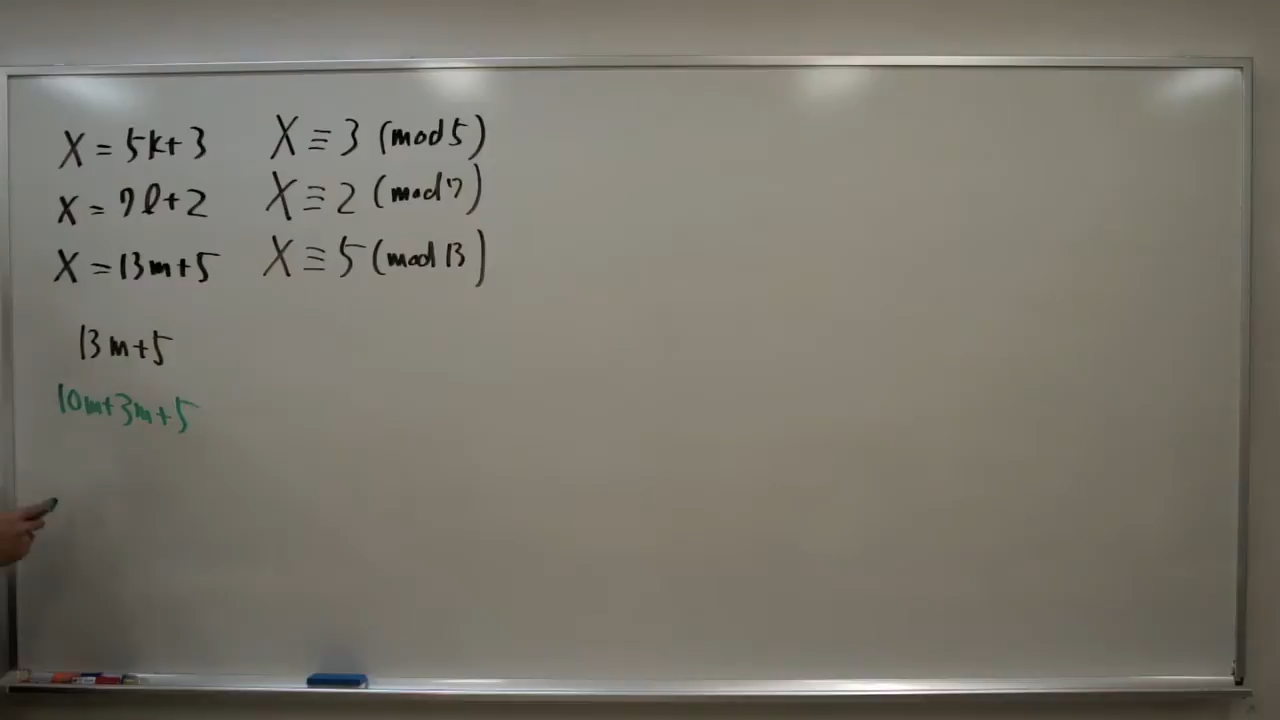 X = 5k+3 X ≡ 3 (mod 5)
X = 7l+2 X ≡ 2 (mod 7)
X = 13m+5 X ≡ 5 (mod 13)
13m+5
10m+3m+5